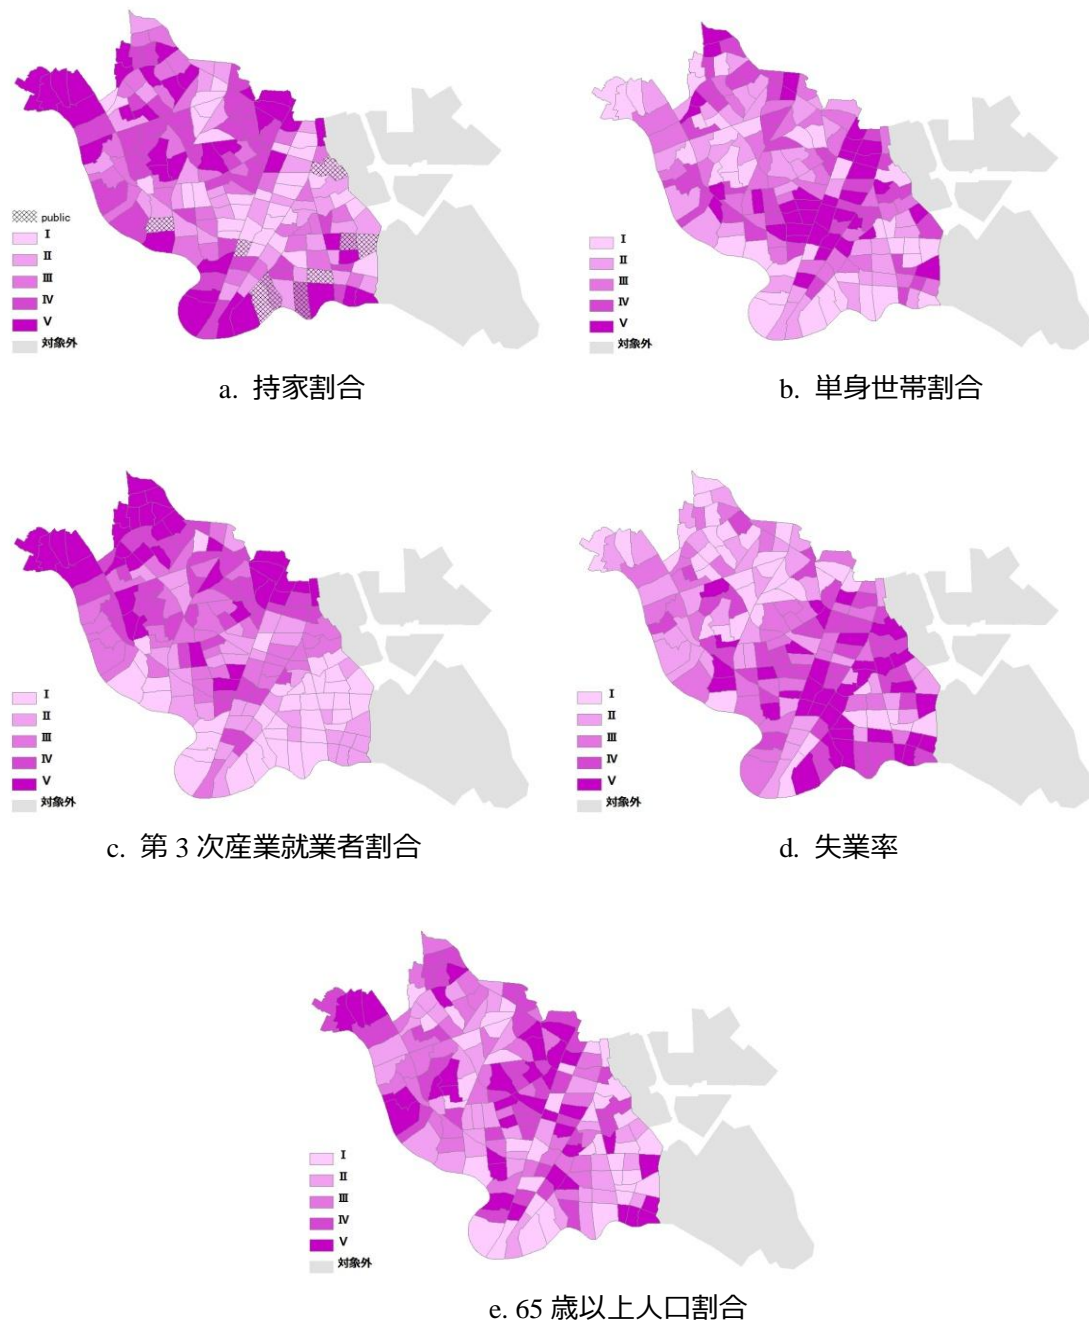 public
I
II
III
IV
V
対象外
a. 持家割合
I
II
III
IV
V
対象外
b. 単身世帯割合
I
II
III
IV
V
対象外
c. 第 3 次産業就業者割合
I
II
III
IV
V
対象外
d. 失業率
I
II
III
IV
V
対象外
e. 65 歳以上人口割合